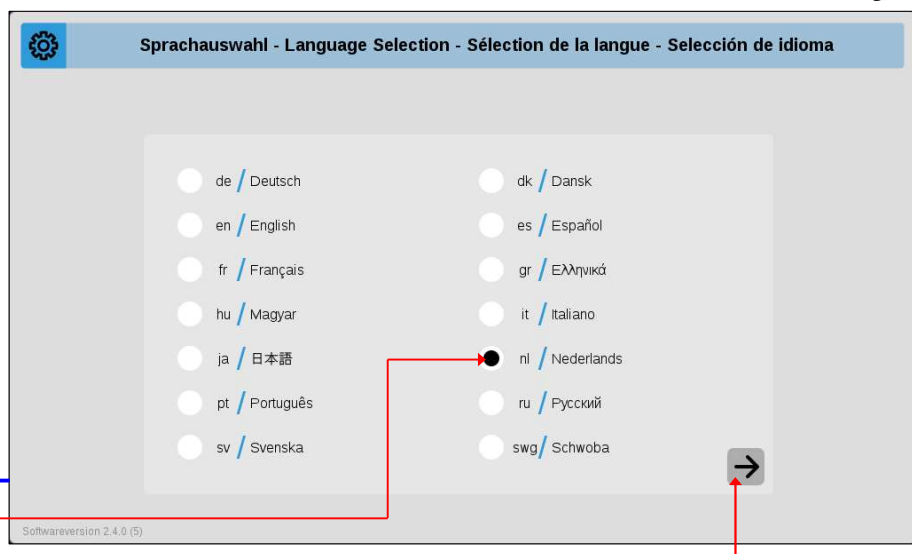 Sprachauswahl - Language Selection - Sélection de la langue - Selección de idioma
de / Deutsch
dk / Dansk
en / English
es / Español
fr / Français
gr / Ελληνικά
hu / Magyar
it / Italiano
ja / 日本語
nl / Nederlands
pt / Português
ru / Русский
sv / Svenska
swg/ Schwoba
Softwareversion 2.4.0 (5)